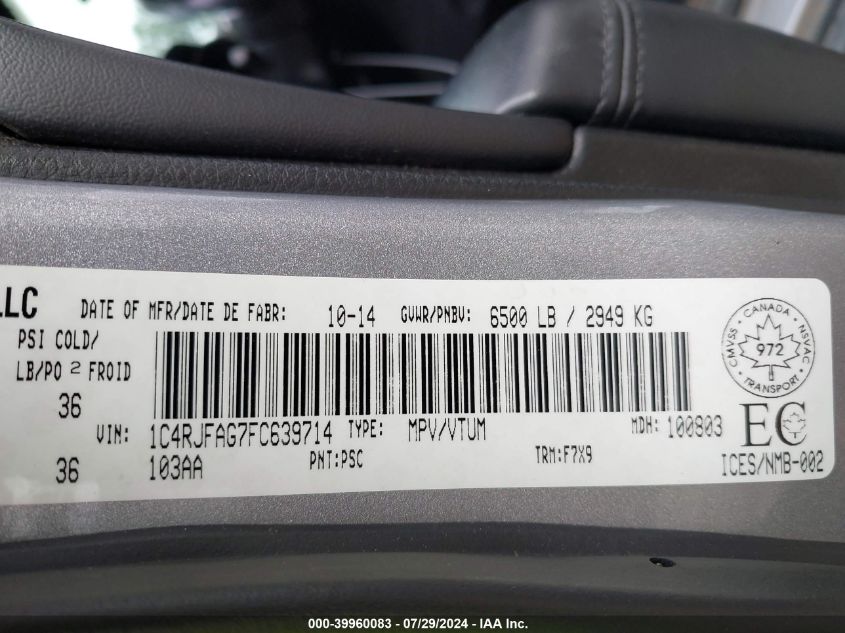 LLC DATE OF MFR/DATE DE FABR: 10-14 GVWR/PNBV: 6500 LB / 2949 KG
PSI COLD/
LB/PO 2 FROID
36
VIN: 1C4RJFAG7FC639714 TYPE: MPV/VTUM MDH: 100803
36 103AA PNT:PSC TRM:F7X9
CANADA
CMVSS NSVAC
972
TRANSPORT
EC
ICES/NMB-002
000-39960083 / 07/29/2024 - IAA Inc.